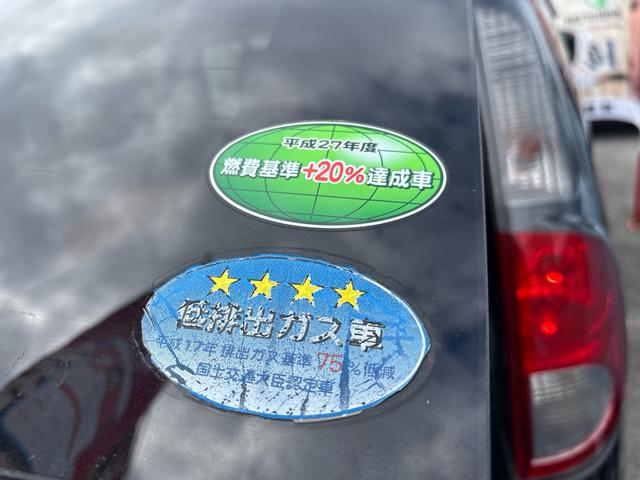 平成27年度
燃費基準+20%達成車
低排出ガス車
平成17年排出ガス基準75%低減
国土交通大臣認定車